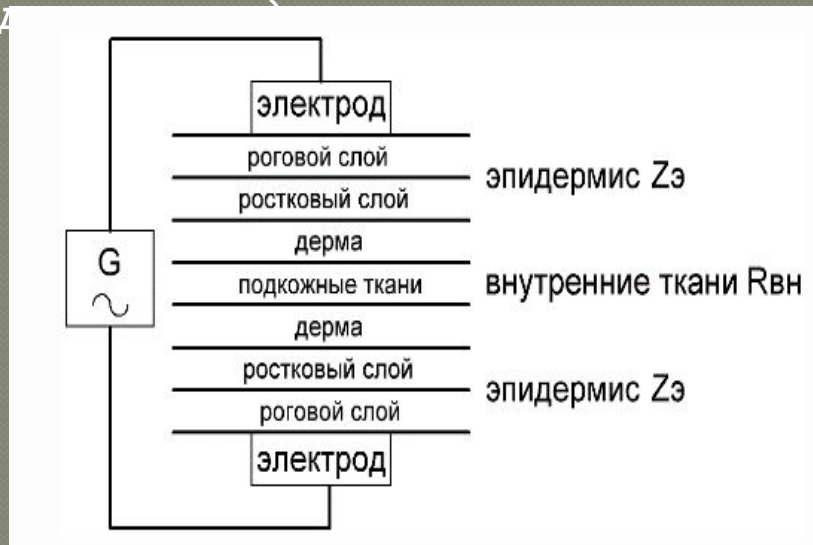 электрод
роговой слой
эпидермис Zэ
ростковый слой
дерма
G
подкожные ткани
внутренние ткани Rвн
дерма
ростковый слой
эпидермис Zэ
роговой слой
электрод